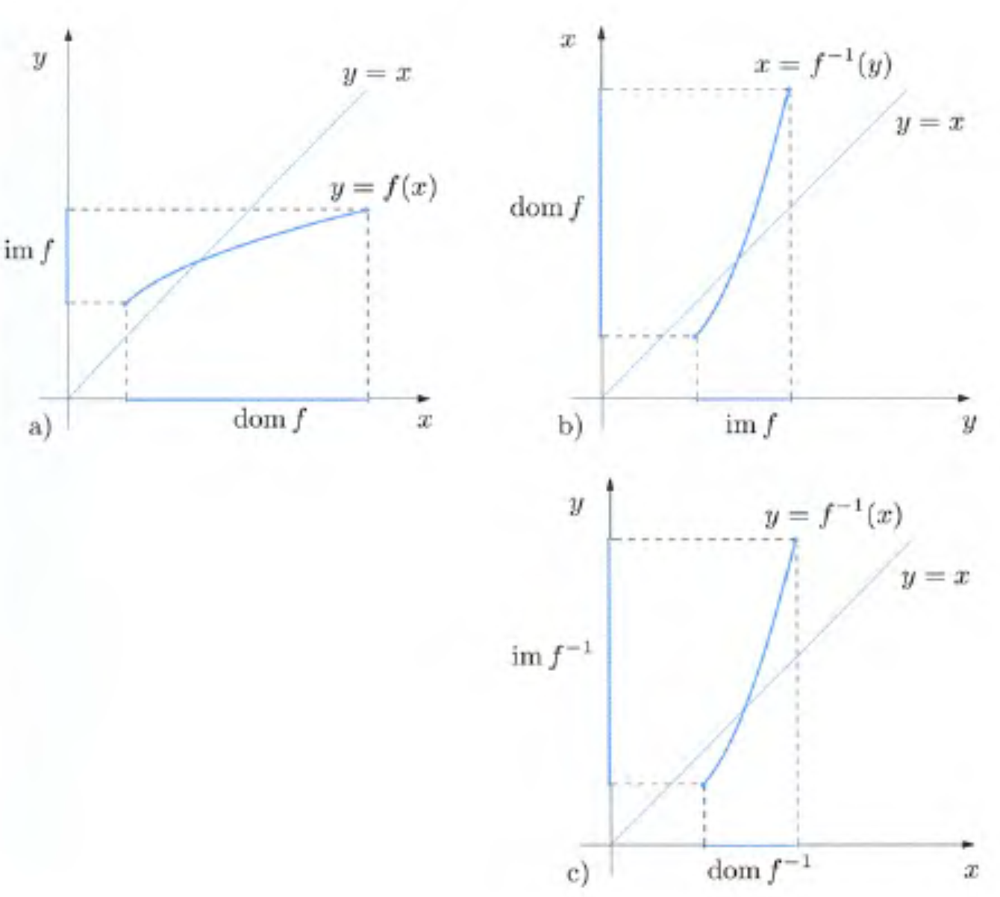 y
y = x
y = f(x)
im f
dom f
x
a)
x
x = f⁻¹(y)
y = x
dom f
im f
y
b)
y
y = f⁻¹(x)
y = x
im f⁻¹
dom f⁻¹
x
c)